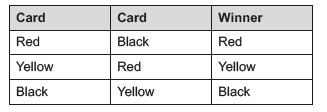 Card Card Winner
Red Black Red
Yellow Red Yellow
Black Yellow Black